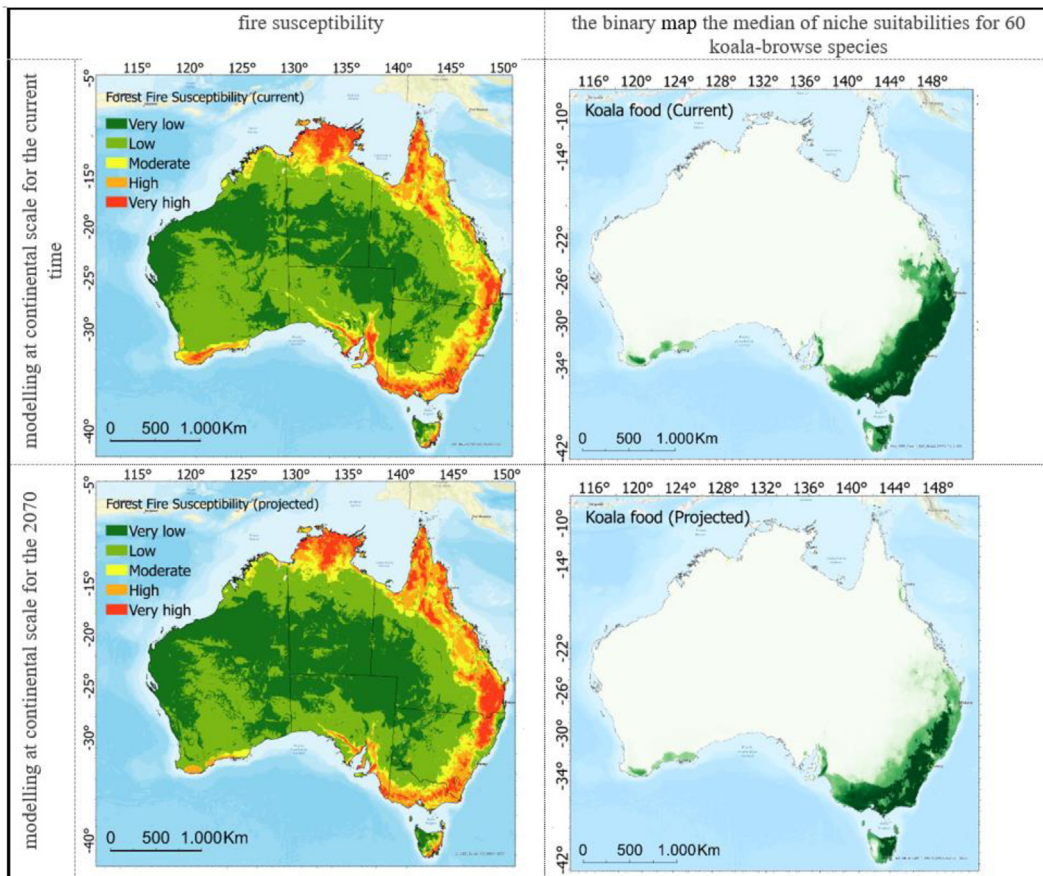 fire susceptibility
the binary map the median of niche suitabilities for 60
koala-browse species
modelling at continental scale for the current
time
115° 120° 125° 130° 135° 140° 145° 150°
-5°
-15°
-20°
-25°
-30°
-40°
Forest Fire Susceptibility (current)
Very low
Low
Moderate
High
Very high
0 500 1.000Km
116° 120° 124° 128° 132° 136° 140° 144° 148°
-10°
-14°
-22°
-26°
-30°
-34°
-42°
Koala food (Current)
0 500 1.000 Km
modelling at continental scale for the 2070
115° 120° 125° 130° 135° 140° 145° 150°
-5°
-15°
-20°
-25°
-30°
-40°
Forest Fire Susceptibility (projected)
Very low
Low
Moderate
High
Very high
0 500 1.000Km
116° 120° 124° 128° 132° 136° 140° 144° 148°
-10°
-14°
-22°
-26°
-30°
-34°
-42°
Koala food (Projected)
0 500 1.000 Km